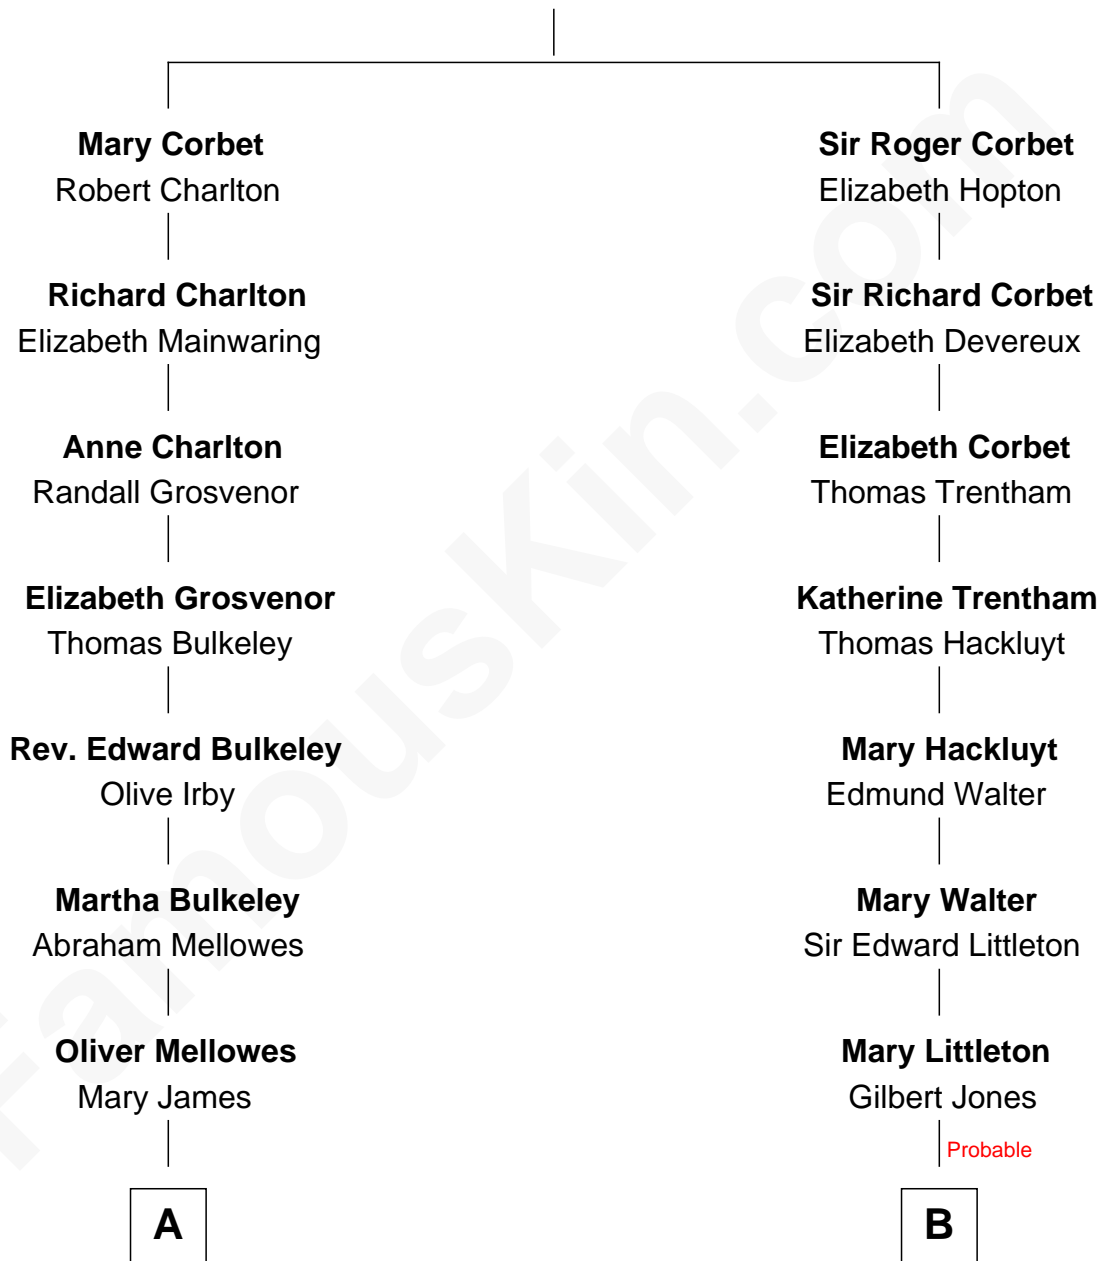 Mary Corbet
Robert Charlton
Sir Roger Corbet
Elizabeth Hopton
Richard Charlton
Elizabeth Mainwaring
Sir Richard Corbet
Elizabeth Devereux
Anne Charlton
Randall Grosvenor
Elizabeth Corbet
Thomas Trentham
Elizabeth Grosvenor
Thomas Bulkeley
Katherine Trentham
Thomas Hackluyt
Rev. Edward Bulkeley
Olive Irby
Mary Hackluyt
Edmund Walter
Martha Bulkeley
Abraham Mellowes
Mary Walter
Sir Edward Littleton
Oliver Mellowes
Mary James
Mary Littleton
Gilbert Jones
Probable
A
B
FamousKin.com